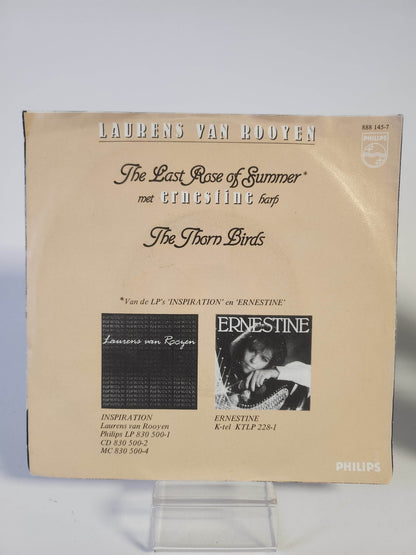 LAURENS VAN ROOYEN
888 145-7
PHILIPS
The Last Rose of Summer*
met ernestine harp
The Thorn Birds
*Van de LP's 'INSPIRATION' en 'ERNESTINE'
Laurens van Rooyen
ERNESTINE
INSPIRATION
Laurens van Rooyen
Philips LP 830 500-1
CD 830 500-2
MC 830 500-4
ERNESTINE
K-tel KTLP 228-1
PHILIPS